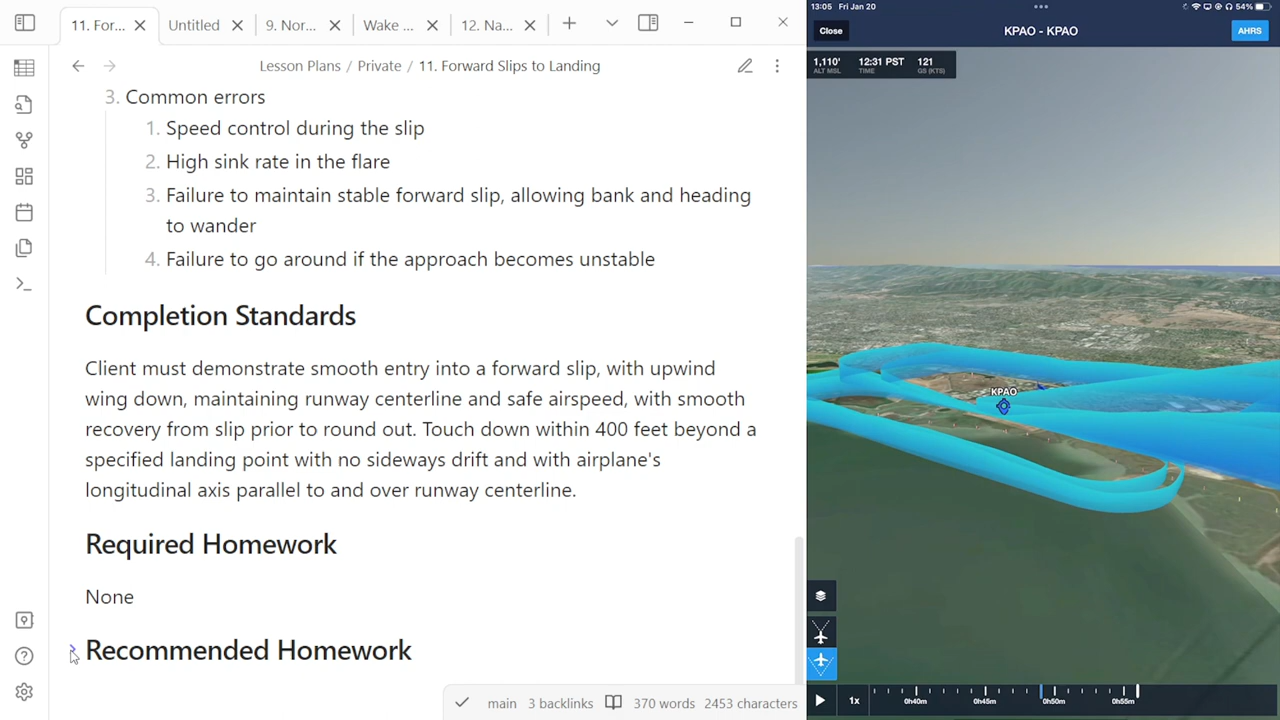 11. For...
Untitled
9. Nor...
Wake ...
12. Na...
Lesson Plans / Private / 11. Forward Slips to Landing
3. Common errors
1. Speed control during the slip
2. High sink rate in the flare
3. Failure to maintain stable forward slip, allowing bank and heading
to wander
4. Failure to go around if the approach becomes unstable
Completion Standards
Client must demonstrate smooth entry into a forward slip, with upwind
wing down, maintaining runway centerline and safe airspeed, with smooth
recovery from slip prior to round out. Touch down within 400 feet beyond a
specified landing point with no sideways drift and with airplane's
longitudinal axis parallel to and over runway centerline.
Required Homework
None
Recommended Homework
main 3 backlinks 370 words 2453 characters
13:05 Fri Jan 20
54%
Close
KPAO - KPAO
AHRS
1,110' 12:31 PST 121
ALT MSL TIME GS (KTS)
KPAO
1x
0h40m 0h45m 0h50m 0h55m